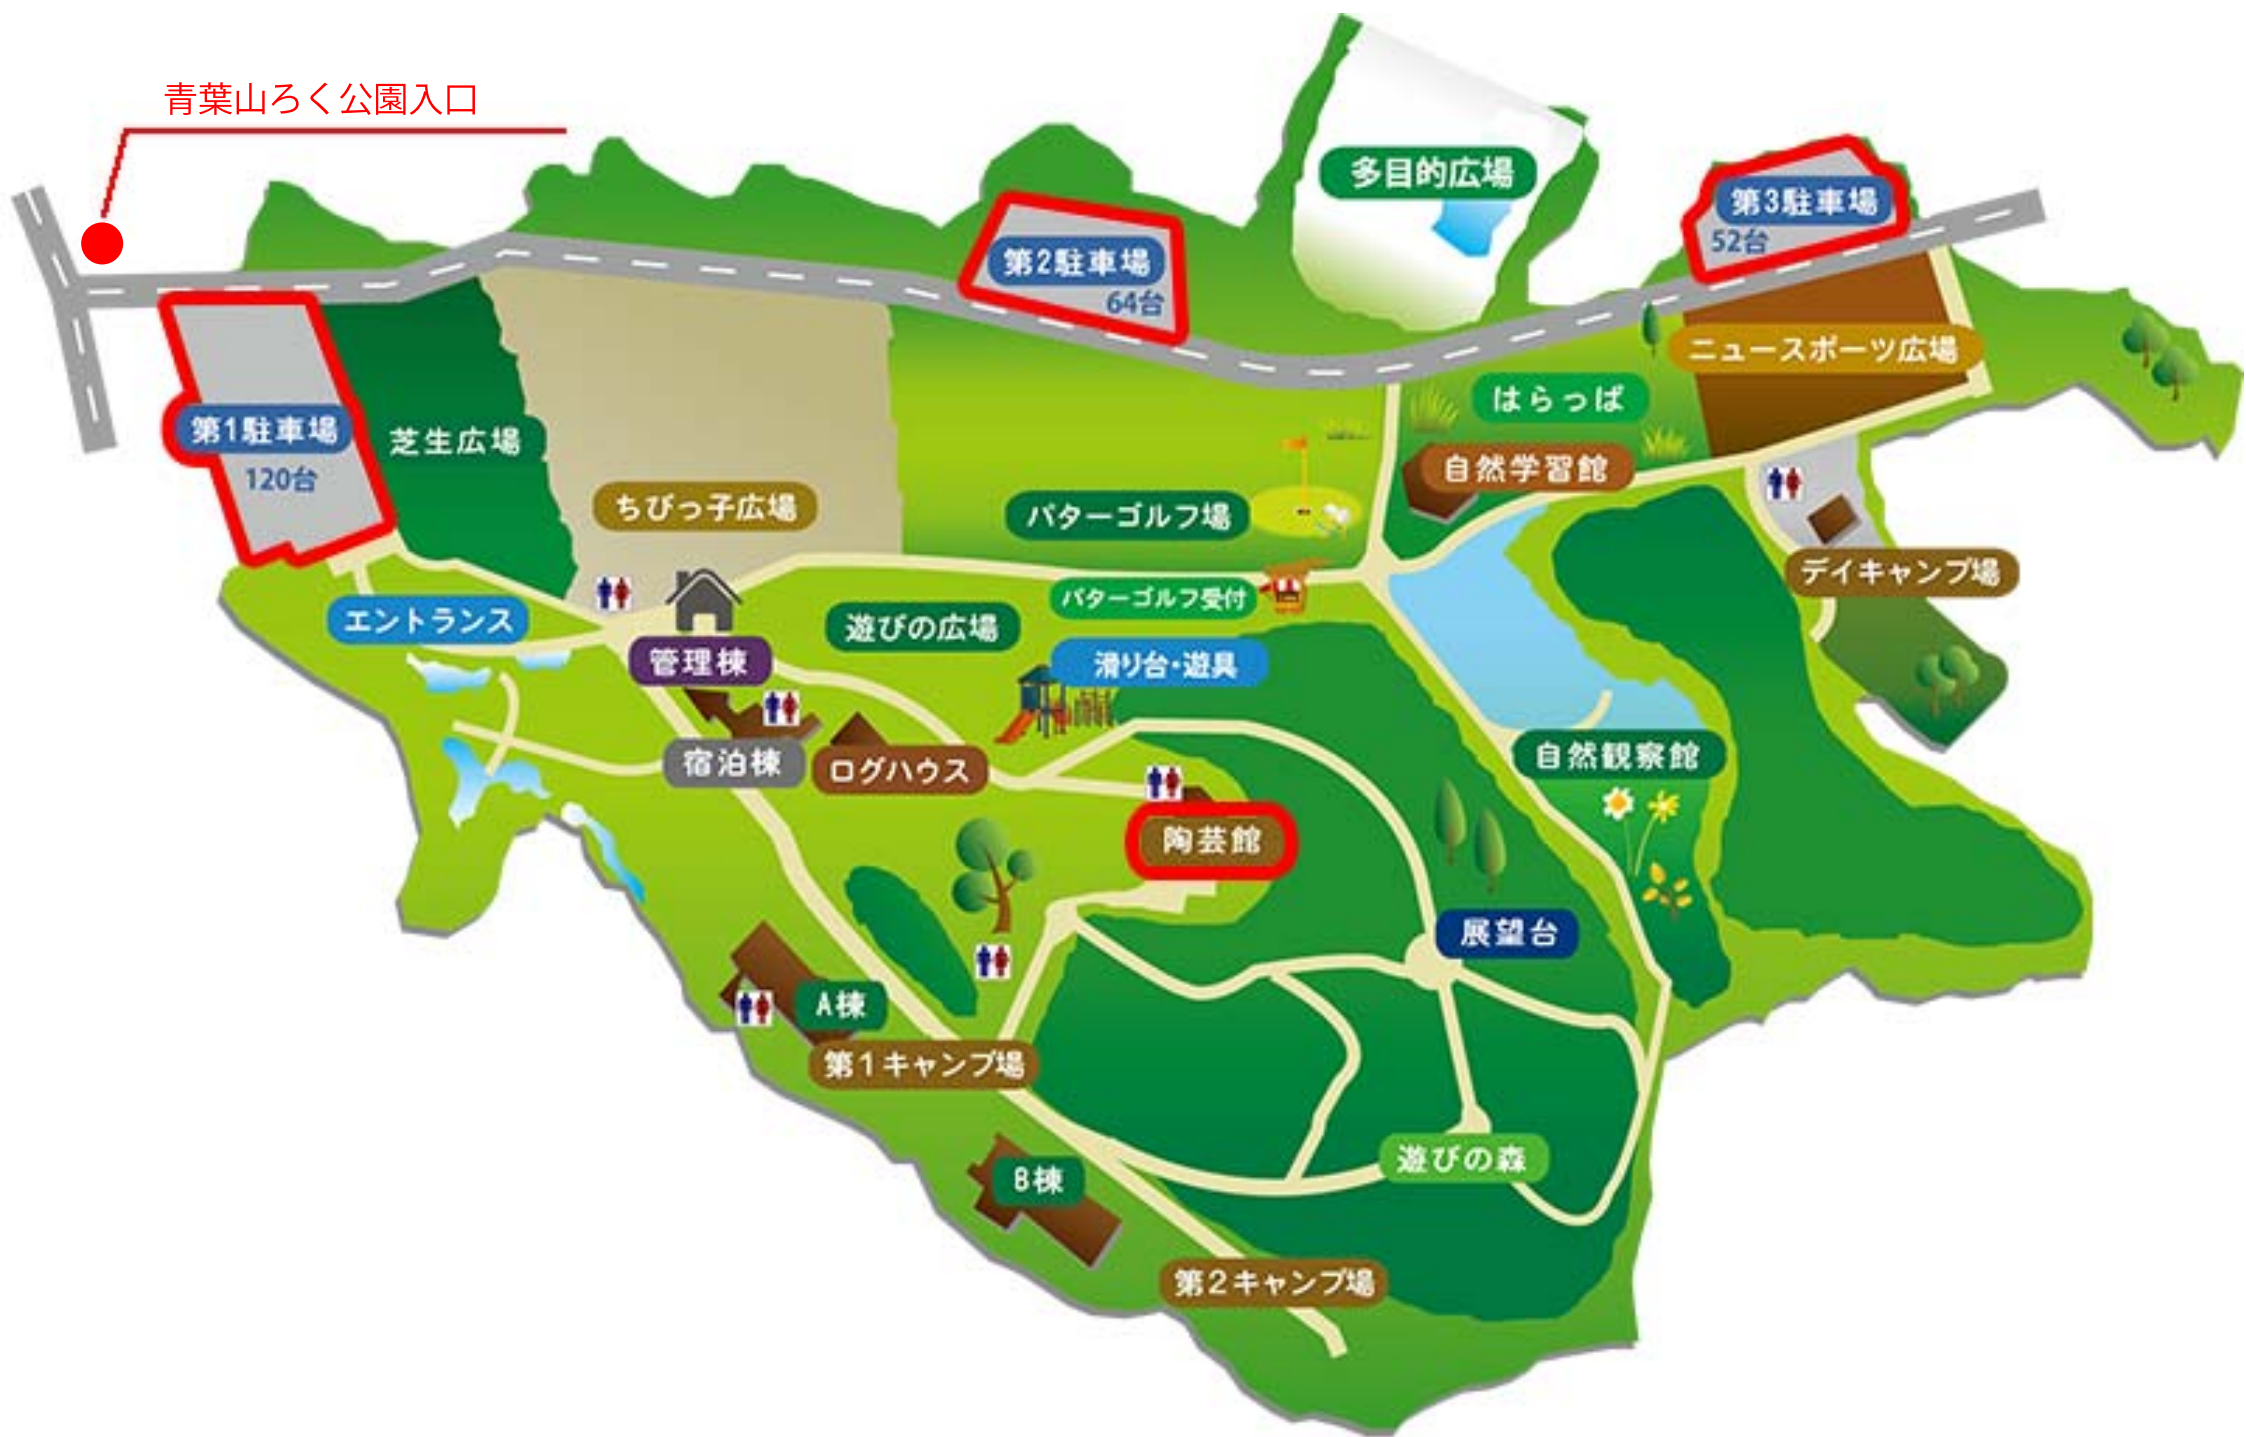 青葉山ろく公園入口
多目的広場
第3駐車場
52台
第2駐車場
64台
ニュースポーツ広場
はらっぱ
第1駐車場
120台
芝生広場
自然学習館
ちびっ子広場
パターゴルフ場
デイキャンプ場
パターゴルフ受付
エントランス
遊びの広場
管理棟
滑り台・遊具
宿泊棟
ログハウス
自然観察館
陶芸館
展望台
A棟
第1キャンプ場
遊びの森
B棟
第2キャンプ場